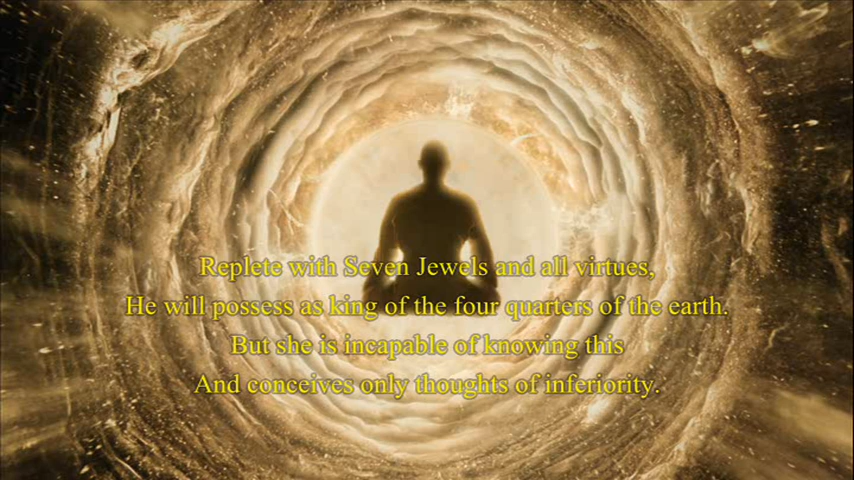 Replete with Seven Jewels and all virtues,
He will possess as king of the four quarters of the earth.
But she is incapable of knowing this
And conceives only thoughts of inferiority.